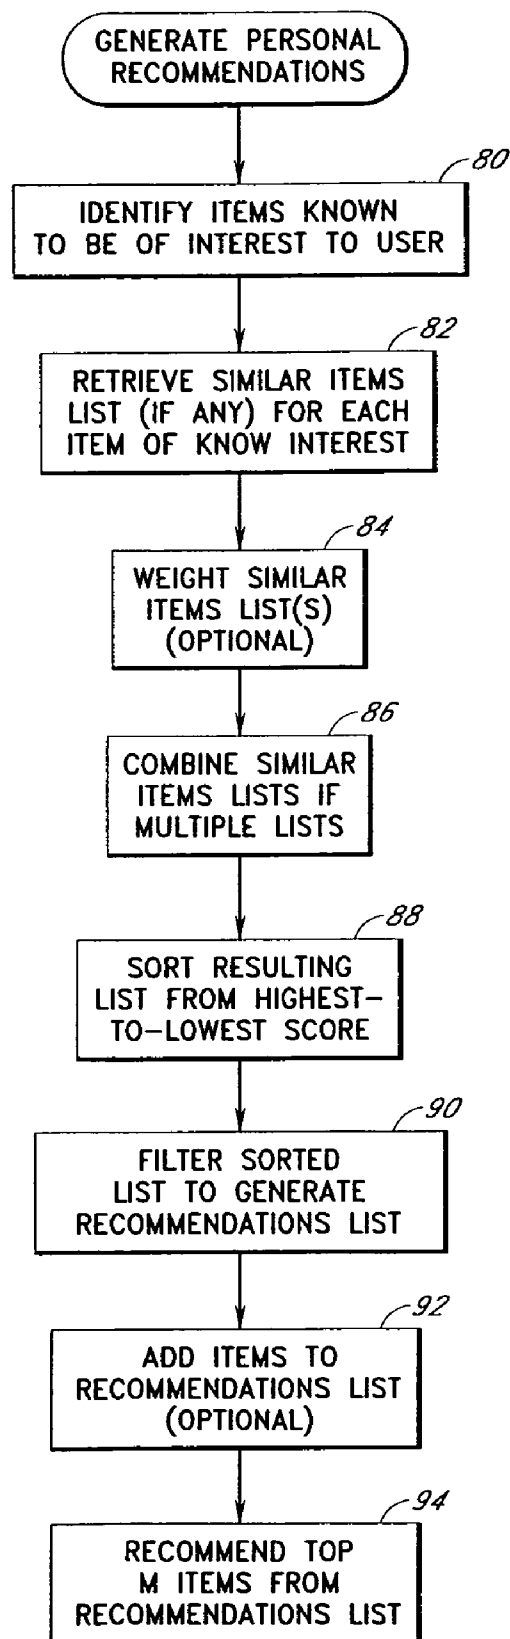 GENERATE PERSONAL
RECOMMENDATIONS
80
IDENTIFY ITEMS KNOWN
TO BE OF INTEREST TO USER
82
RETRIEVE SIMILAR ITEMS
LIST (IF ANY) FOR EACH
ITEM OF KNOW INTEREST
84
WEIGHT SIMILAR
ITEMS LIST(S)
(OPTIONAL)
86
COMBINE SIMILAR
ITEMS LISTS IF
MULTIPLE LISTS
88
SORT RESULTING
LIST FROM HIGHEST-
TO-LOWEST SCORE
90
FILTER SORTED
LIST TO GENERATE
RECOMMENDATIONS LIST
92
ADD ITEMS TO
RECOMMENDATIONS LIST
(OPTIONAL)
94
RECOMMEND TOP
M ITEMS FROM
RECOMMENDATIONS LIST